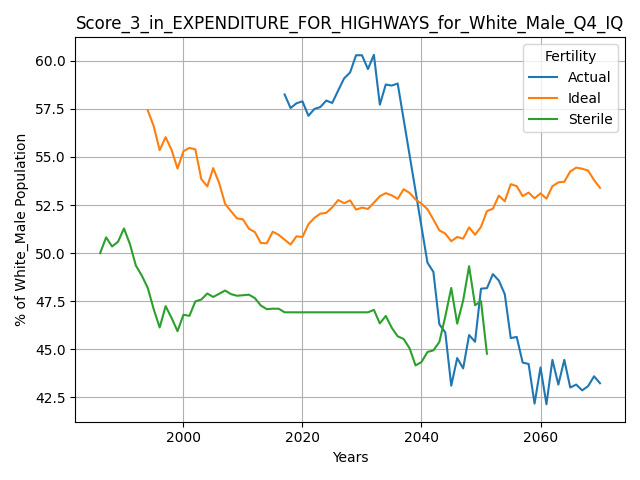 Score_3_in_EXPENDITURE_FOR_HIGHWAYS_for_White_Male_Q4_IQ
Fertility
Actual
Ideal
Sterile
% of White_Male Population
60.0
57.5
55.0
52.5
50.0
47.5
45.0
42.5
2000 2020 2040 2060
Years